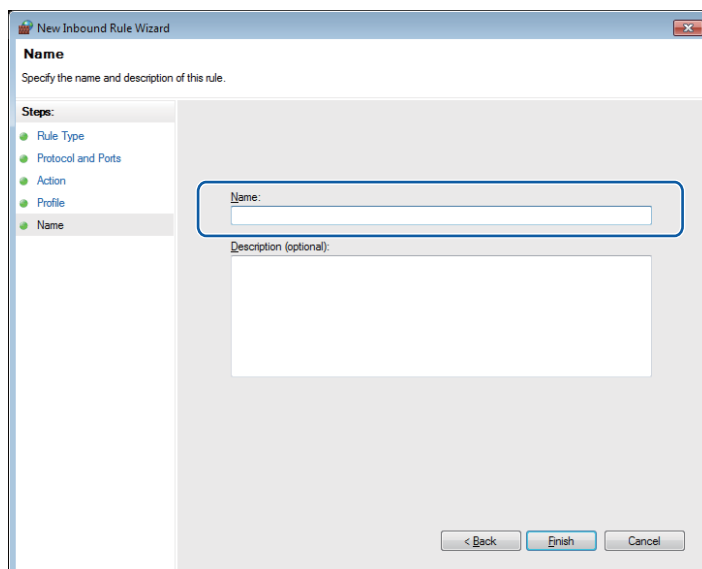 New Inbound Rule Wizard
Name
Specify the name and description of this rule.
Steps:
Rule Type
Protocol and Ports
Action
Profile
Name
Name:
Description (optional):
< Back
Finish
Cancel